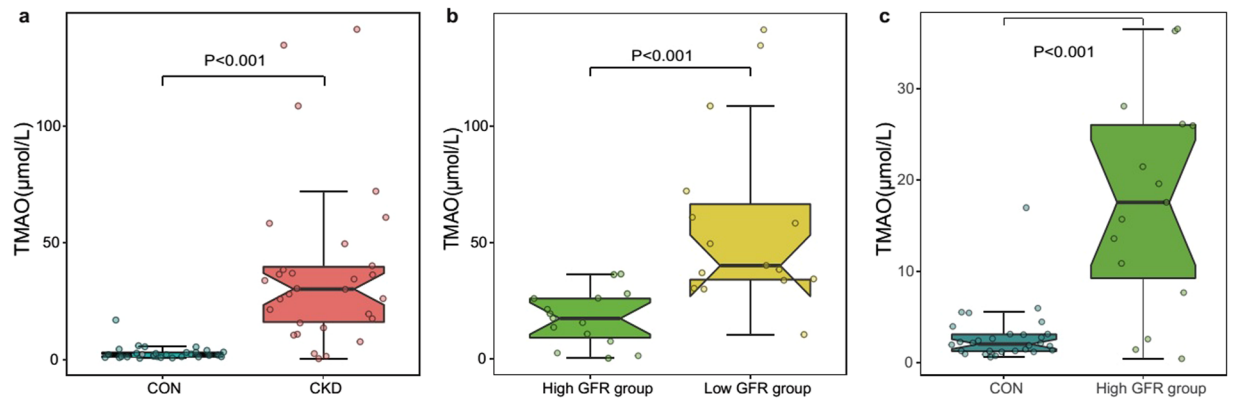 a
P<0.001
TMAO(μmol/L)
100
50
0
CON
CKD
b
P<0.001
TMAO(μmol/L)
100
50
0
High GFR group
Low GFR group
c
P<0.001
TMAO(μmol/L)
30
20
10
0
CON
High GFR group